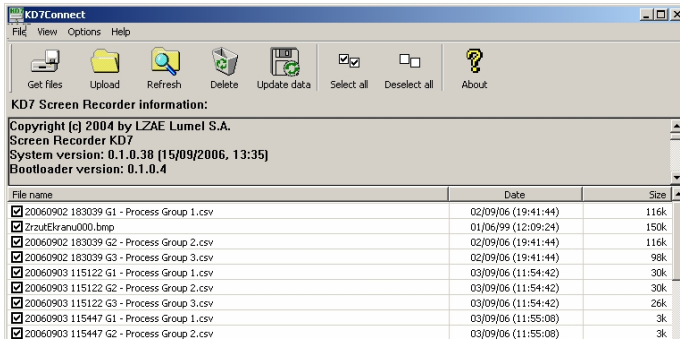 KD7Connect
File View Options Help
Get files Upload Refresh Delete Update data Select all Deselect all About
KD7 Screen Recorder information:
Copyright (c) 2004 by LZAE Lumel S.A.
Screen Recorder KD7
System version: 0.1.0.38 (15/09/2006, 13:35)
Bootloader version: 0.1.0.4
File name Date Size
20060902 183039 G1 - Process Group 1.csv 02/09/06 (19:41:44) 116k
ZrzutEkranu000.bmp 01/06/99 (12:09:24) 150k
20060902 183039 G2 - Process Group 2.csv 02/09/06 (19:41:44) 116k
20060902 183039 G3 - Process Group 3.csv 02/09/06 (19:41:44) 98k
20060903 115122 G1 - Process Group 1.csv 03/09/06 (11:54:42) 30k
20060903 115122 G2 - Process Group 2.csv 03/09/06 (11:54:42) 30k
20060903 115122 G3 - Process Group 3.csv 03/09/06 (11:54:42) 26k
20060903 115447 G1 - Process Group 1.csv 03/09/06 (11:55:08) 3k
20060903 115447 G2 - Process Group 2.csv 03/09/06 (11:55:08) 3k